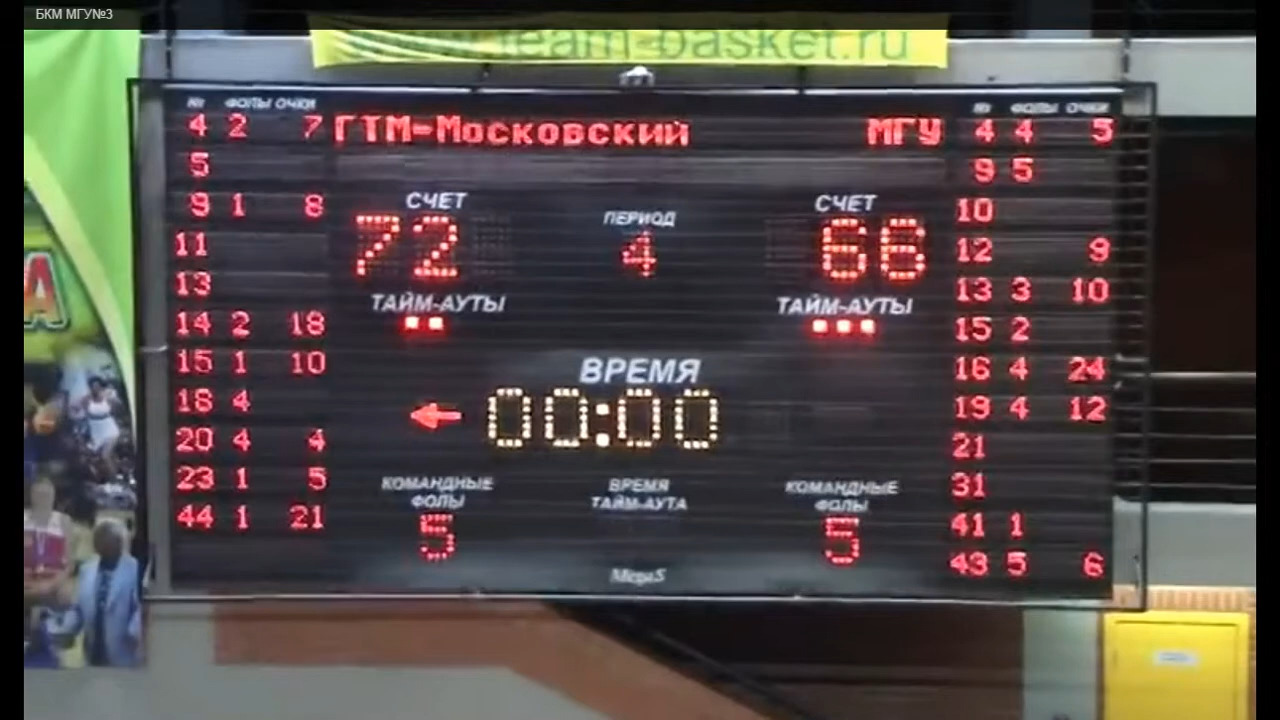 БКМ МГУ№3
www.team-basket.ru
№ ФОЛЫ ОЧКИ
4 2 7
5
9 1 8
11
13
14 2 18
15 1 10
18 4
20 4 4
23 1 5
44 1 21
ГТМ-Московский МГУ
СЧЕТ ПЕРИОД СЧЕТ
72 4 66
ТАЙМ-АУТЫ ТАЙМ-АУТЫ
ВРЕМЯ
00:00
КОМАНДНЫЕ ФОЛЫ
5
ВРЕМЯ ТАЙМ-АУТА
КОМАНДНЫЕ ФОЛЫ
5
MegaS
№ ФОЛЫ ОЧКИ
4 4 5
9 5
10
12 9
13 3 10
15 2
16 4 24
19 4 12
21
31
41 1
43 5 6
А